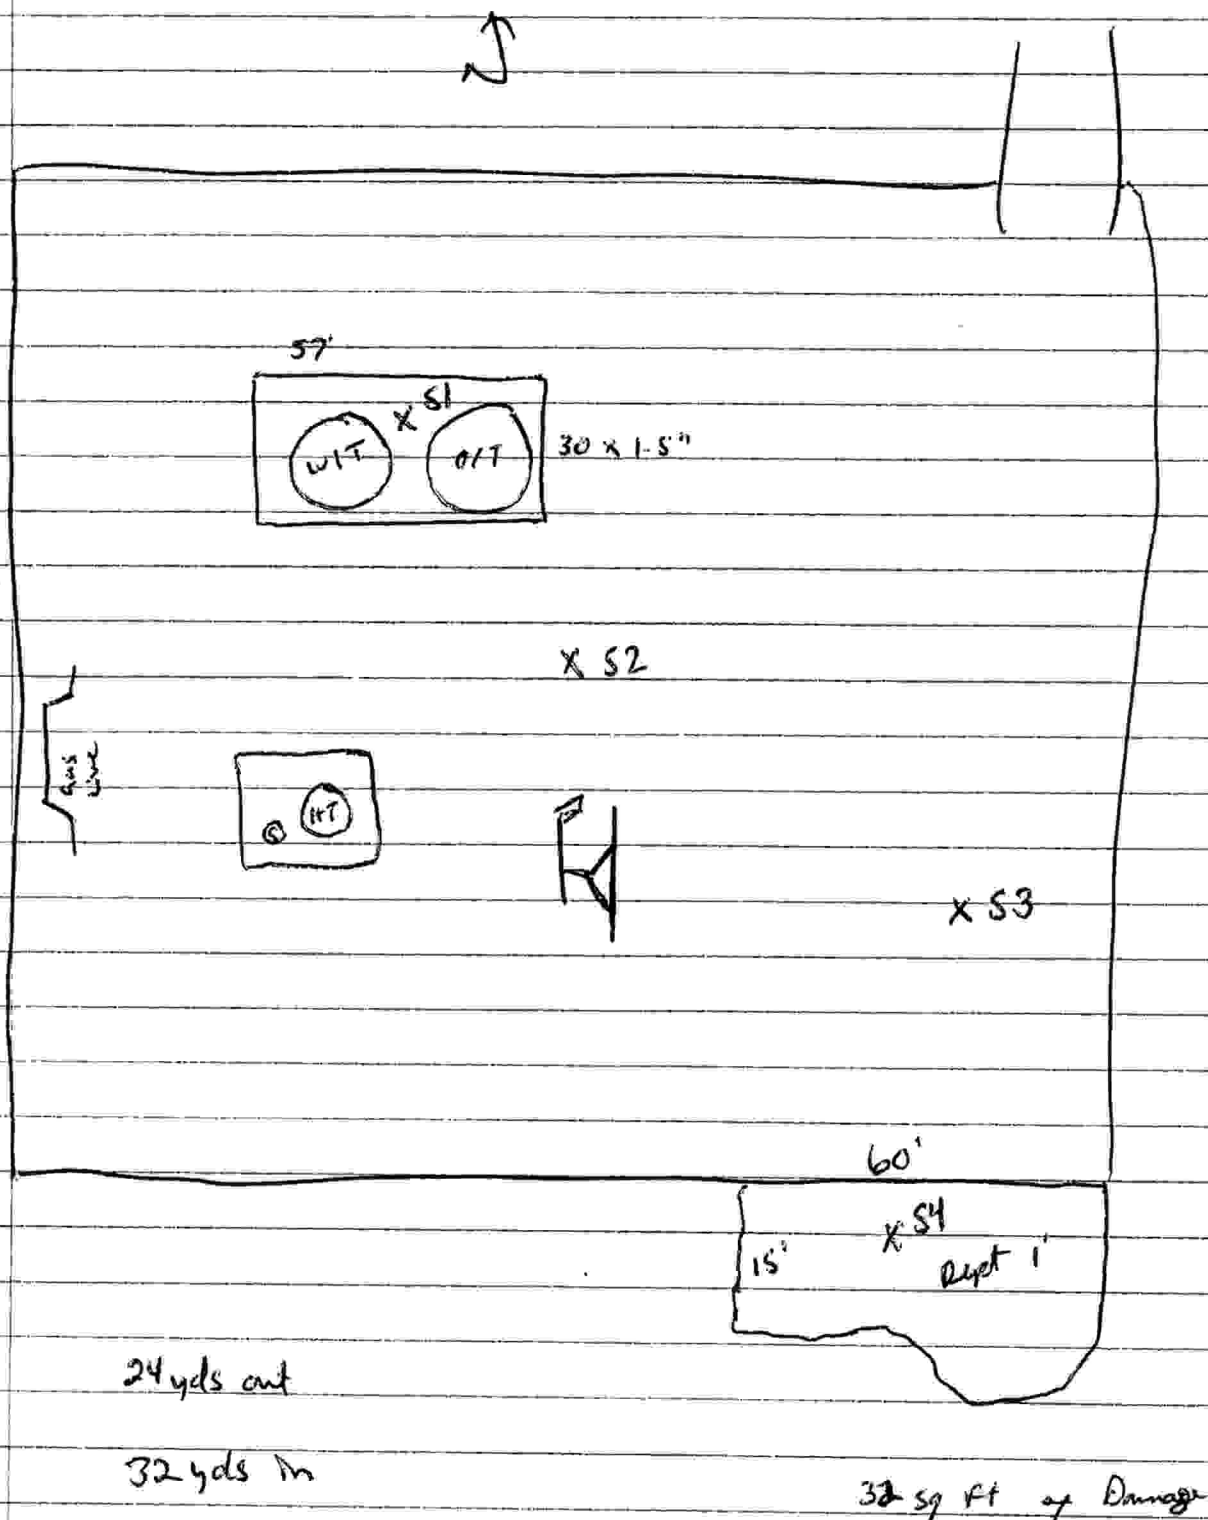 N
57'
X S1
W/T
O/T
30 x 1.5"
X S2
Gas
Line
S
HT
X S3
60'
X S4
15'
Dept 1'
24 yds out
32 yds in
32 sq ft of Damage